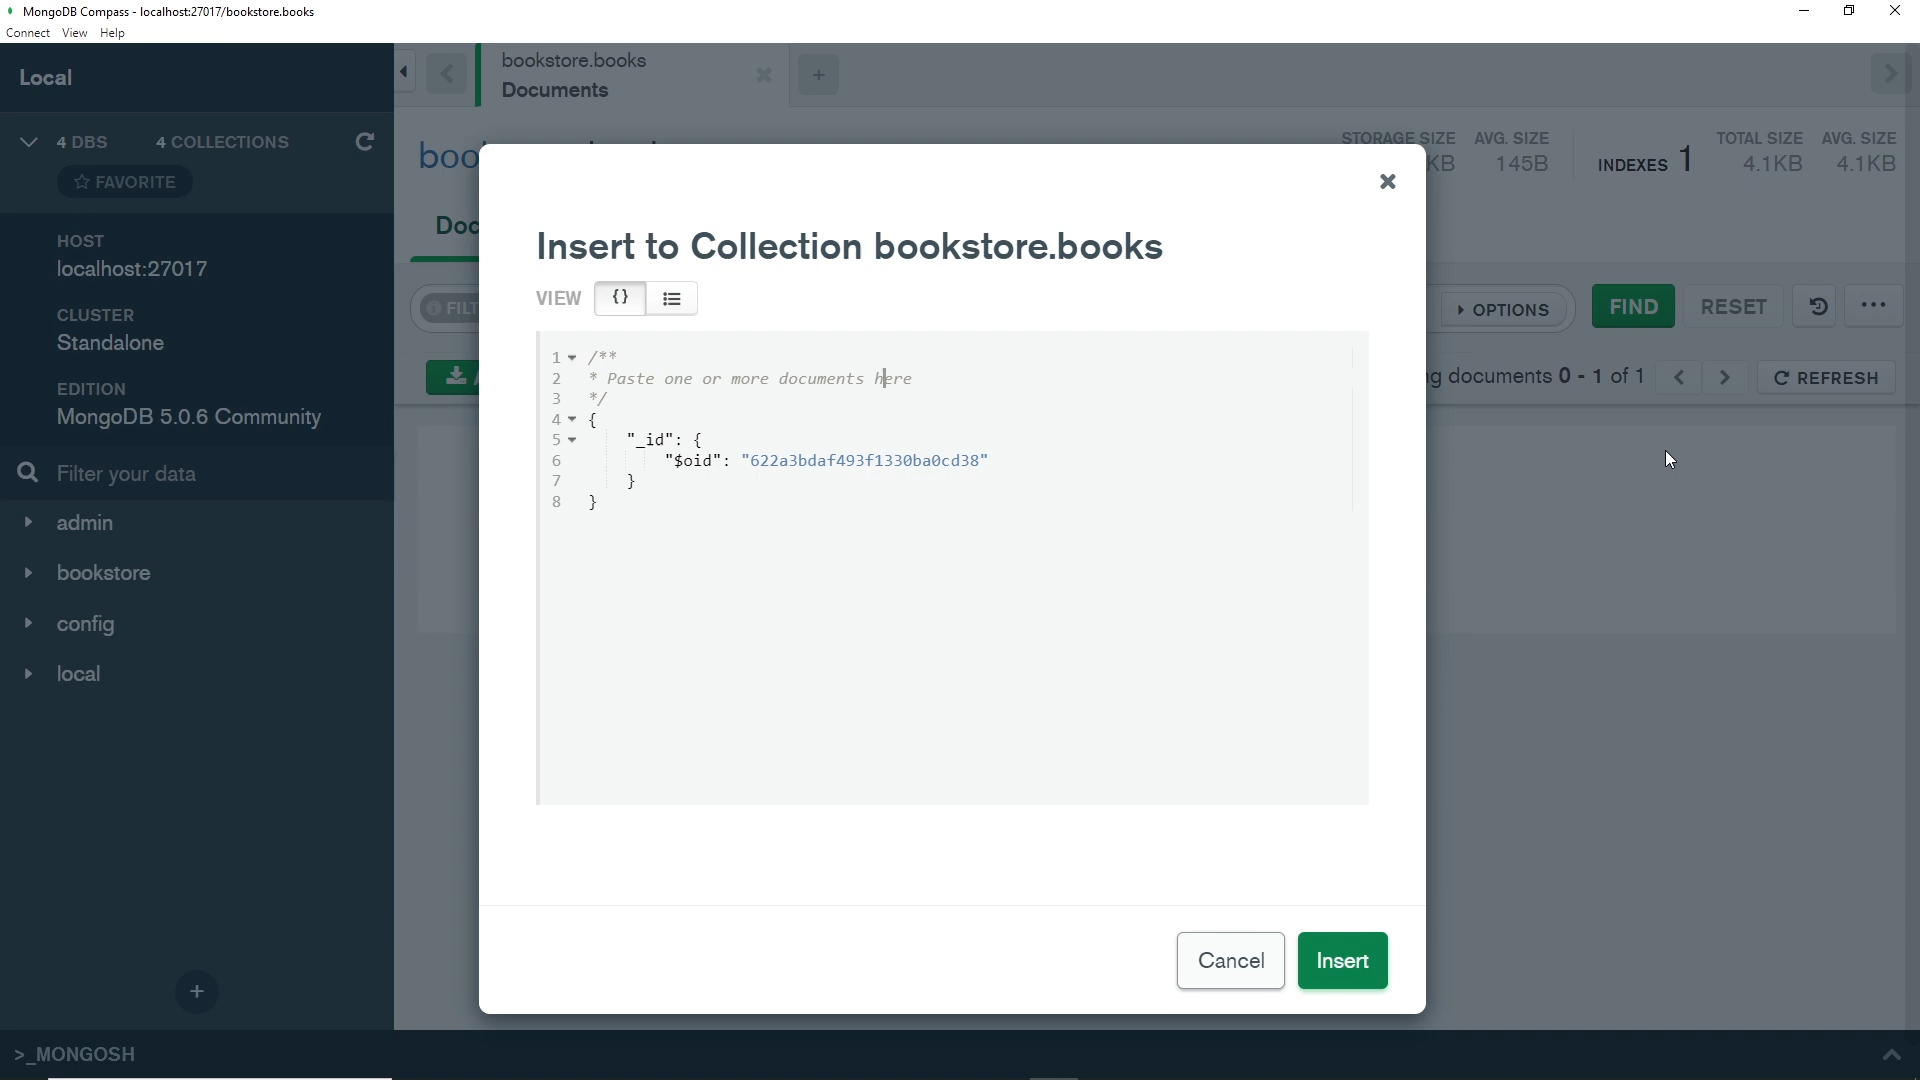 MongoDB Compass - localhost:27017/bookstore.books
Connect View Help
Local
4 DBS 4 COLLECTIONS
FAVORITE
HOST
localhost:27017
CLUSTER
Standalone
EDITION
MongoDB 5.0.6 Community
Filter your data
admin
bookstore
config
local
>_MONGOSH
bookstore.books
Documents
STORAGE SIZE AVG. SIZE
KB 145B
INDEXES 1
TOTAL SIZE AVG. SIZE
4.1KB 4.1KB
OPTIONS FIND RESET
documents 0 - 1 of 1 REFRESH
Insert to Collection bookstore.books
VIEW {}
1 /**
2 * Paste one or more documents here
3 */
4 {
5 "_id": {
6 "$oid": "622a3bdaf493f1330ba0cd38"
7 }
8 }
Cancel Insert